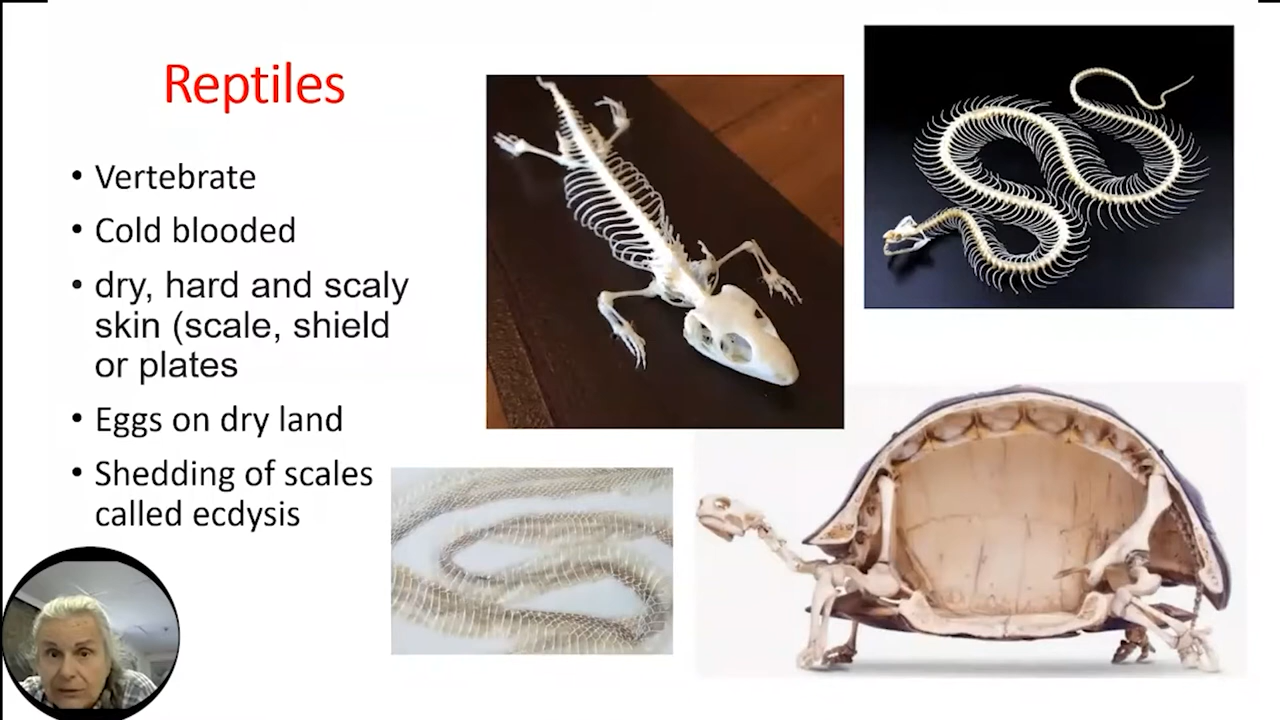 Reptiles
• Vertebrate
• Cold blooded
• dry, hard and scaly
skin (scale, shield
or plates
• Eggs on dry land
• Shedding of scales
called ecdysis